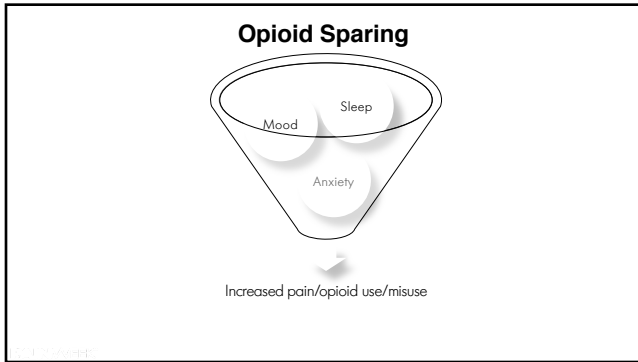 Opioid Sparing
Sleep
Mood
Anxiety
Increased pain/opioid use/misuse